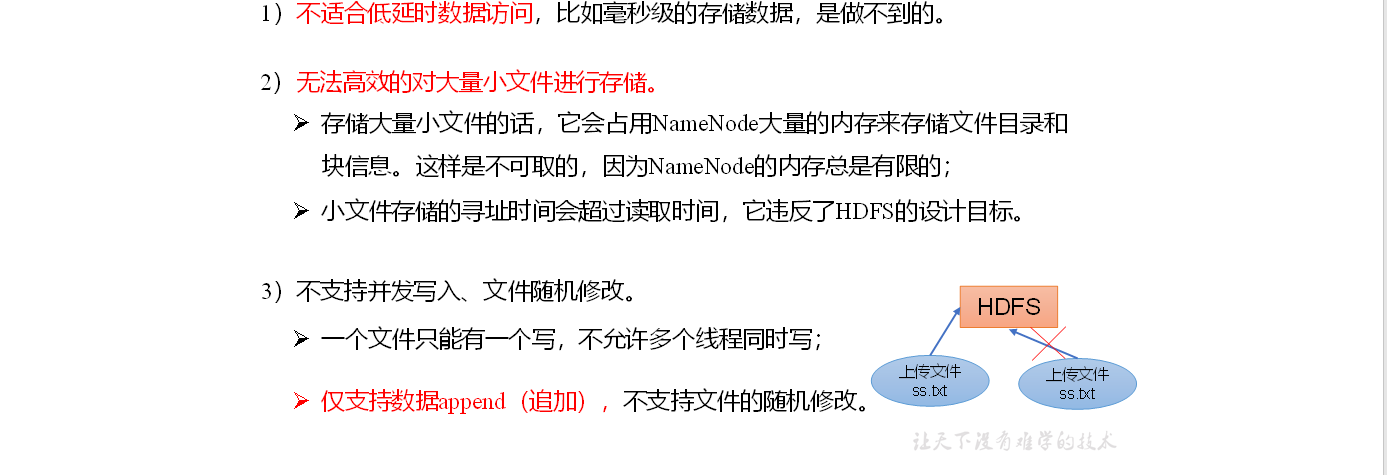 1）不适合低延时数据访问，比如毫秒级的存储数据，是做不到的。
2）无法高效的对大量小文件进行存储。
➢ 存储大量小文件的话，它会占用NameNode大量的内存来存储文件目录和
块信息。这样是不可取的，因为NameNode的内存总是有限的；
➢ 小文件存储的寻址时间会超过读取时间，它违反了HDFS的设计目标。
3）不支持并发写入、文件随机修改。
➢ 一个文件只能有一个写，不允许多个线程同时写；
➢ 仅支持数据append（追加），不支持文件的随机修改。
HDFS
上传文件
ss.txt
上传文件
ss.txt
让天下没有难学的技术